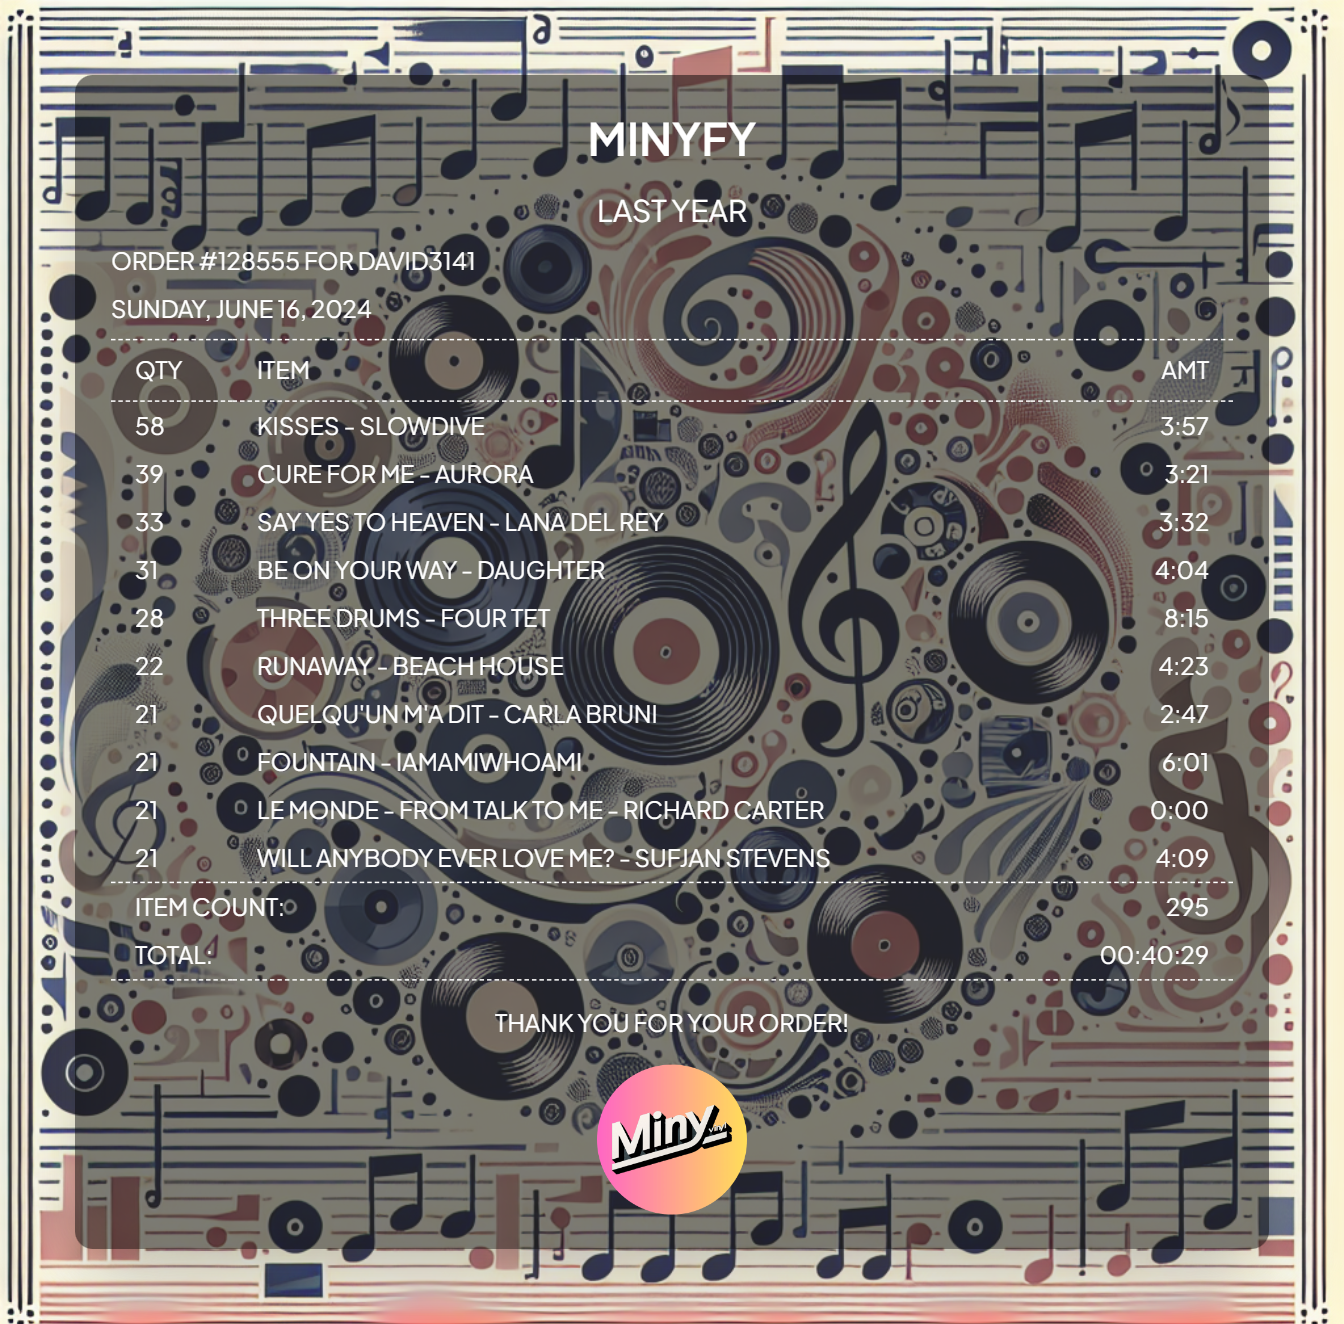 MINYFY
LAST YEAR
ORDER #128555 FOR DAVID3141
SUNDAY, JUNE 16, 2024
QTY ITEM AMT
58 KISSES - SLOWDIVE 3:57
39 CURE FOR ME - AURORA 3:21
33 SAY YES TO HEAVEN - LANA DEL REY 3:32
31 BE ON YOUR WAY - DAUGHTER 4:04
28 THREE DRUMS - FOUR TET 8:15
22 RUNAWAY - BEACH HOUSE 4:23
21 QUELQU'UN M'A DIT - CARLA BRUNI 2:47
21 FOUNTAIN - IAMAMIWHOAMI 6:01
21 LE MONDE - FROM TALK TO ME - RICHARD CARTER 0:00
21 WILL ANYBODY EVER LOVE ME? - SUFJAN STEVENS 4:09
ITEM COUNT: 295
TOTAL: 00:40:29
THANK YOU FOR YOUR ORDER!
Miny